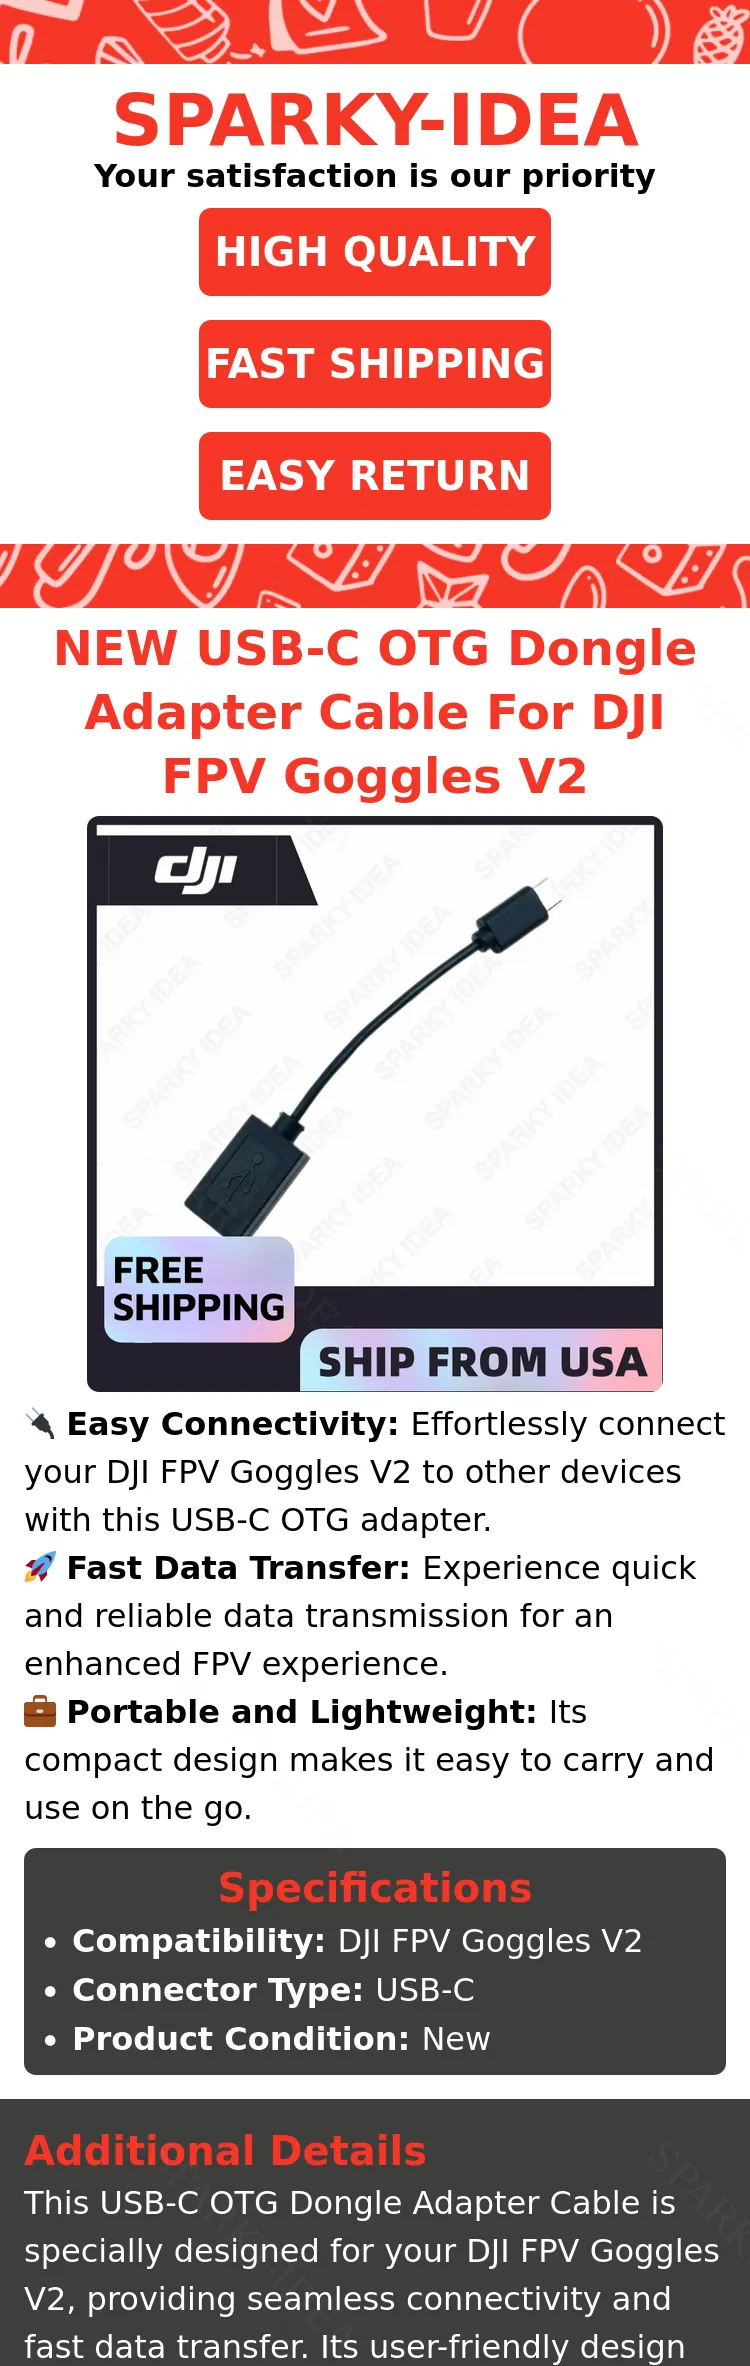 SPARKY-IDEA
Your satisfaction is our priority
HIGH QUALITY
FAST SHIPPING
EASY RETURN
NEW USB-C OTG Dongle
Adapter Cable For DJI
FPV Goggles V2
dji
SPARKY IDEA
FREE
SHIPPING
SHIP FROM USA
Easy Connectivity: Effortlessly connect
your DJI FPV Goggles V2 to other devices
with this USB-C OTG adapter.
Fast Data Transfer: Experience quick
and reliable data transmission for an
enhanced FPV experience.
Portable and Lightweight: Its
compact design makes it easy to carry and
use on the go.
Specifications
• Compatibility: DJI FPV Goggles V2
• Connector Type: USB-C
• Product Condition: New
Additional Details
This USB-C OTG Dongle Adapter Cable is
specially designed for your DJI FPV Goggles
V2, providing seamless connectivity and
fast data transfer. Its user-friendly design